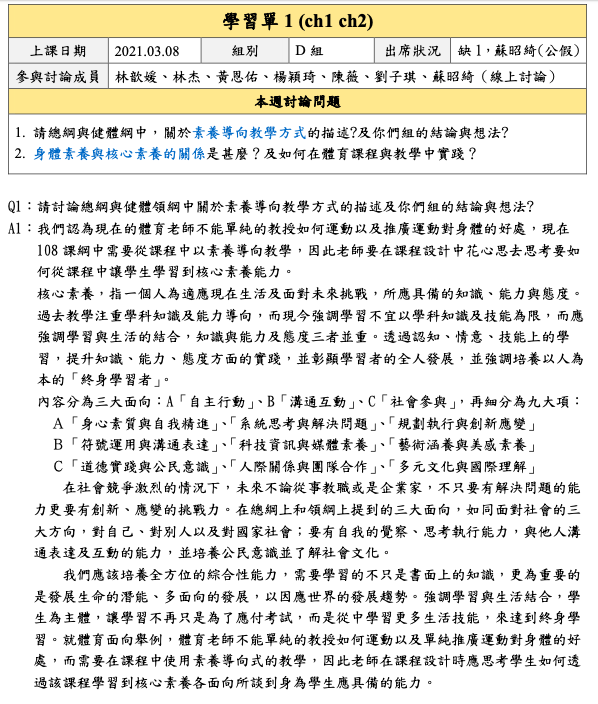 學習單 1 (ch1 ch2)
上課日期 2021.03.08 組別 D 組 出席狀況 缺 1，蘇昭綺(公假)
參與討論成員 林歆媛、林杰、黃恩佑、楊穎琦、陳薇、劉子琪、蘇昭綺（線上討論）
本週討論問題
1. 請總綱與健體綱中，關於素養導向教學方式的描述?及你們組的結論與想法?
2. 身體素養與核心素養的關係是甚麼？及如何在體育課程與教學中實踐？
Q1：請討論總綱與健體領綱中關於素養導向教學方式的描述及你們組的結論與想法?
A1：我們認為現在的體育老師不能單純的教授如何運動以及推廣運動對身體的好處，現在
108 課綱中需要從課程中以素養導向教學，因此老師要在課程設計中花心思去思考要如
何從課程中讓學生學習到核心素養能力。
核心素養，指一個人為適應現在生活及面對未來挑戰，所應具備的知識、能力與態度。
過去教學注重學科知識及能力導向，而現今強調學習不宜以學科知識及技能為限，而應
強調學習與生活的結合，知識與能力及態度三者並重。透過認知、情意、技能上的學
習，提升知識、能力、態度方面的實踐，並彰顯學習者的全人發展，並強調培養以人為
本的「終身學習者」。
內容分為三大面向：A「自主行動」、B「溝通互動」、C「社會參與」，再細分為九大項：
A「身心素質與自我精進」、「系統思考與解決問題」、「規劃執行與創新應變」
B「符號運用與溝通表達」、「科技資訊與媒體素養」、「藝術涵養與美感素養」
C「道德實踐與公民意識」、「人際關係與團隊合作」、「多元文化與國際理解」
在社會競爭激烈的情況下，未來不論從事教職或是企業家，不只要有解決問題的能
力更要有創新、應變的挑戰力。在總綱上和領綱上提到的三大面向，如同面對社會的三
大方向，對自己、對別人以及對國家社會；要有自我的覺察、思考執行能力，與他人溝
通表達及互動的能力，並培養公民意識並了解社會文化。
我們應該培養全方位的綜合性能力，需要學習的不只是書面上的知識，更為重要的
是發展生命的潛能、多面向的發展，以因應世界的發展趨勢。強調學習與生活結合，學
生為主體，讓學習不再只是為了應付考試，而是從中學習更多生活技能，來達到終身學
習。就體育面向舉例，體育老師不能單純的教授如何運動以及單純推廣運動對身體的好
處，而需要在課程中使用素養導向式的教學，因此老師在課程設計時應思考學生如何透
過該課程學習到核心素養各面向所談到身為學生應具備的能力。